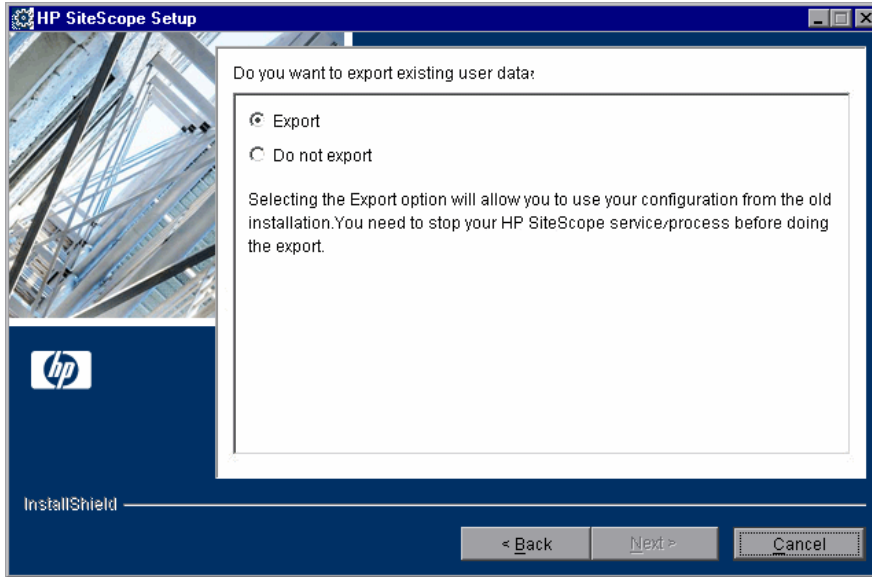 HP SiteScope Setup
Do you want to export existing user data?
Export
Do not export
Selecting the Export option will allow you to use your configuration from the old
installation.You need to stop your HP SiteScope service/process before doing
the export.
hp
InstallShield
< Back
Next >
Cancel